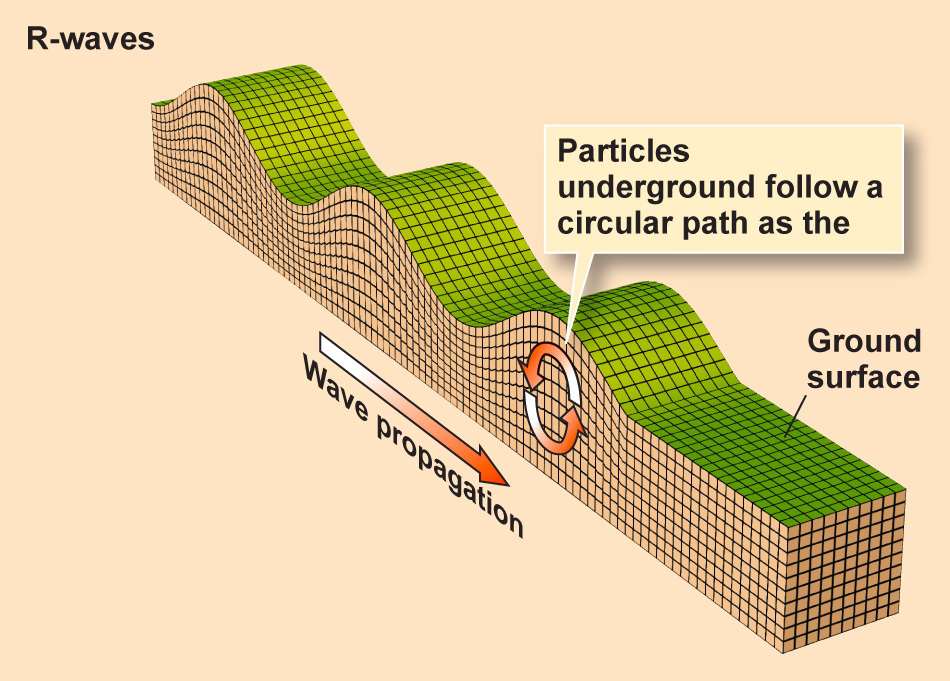 R-waves
Particles
underground follow a
circular path as the
Ground
surface
Wave propagation